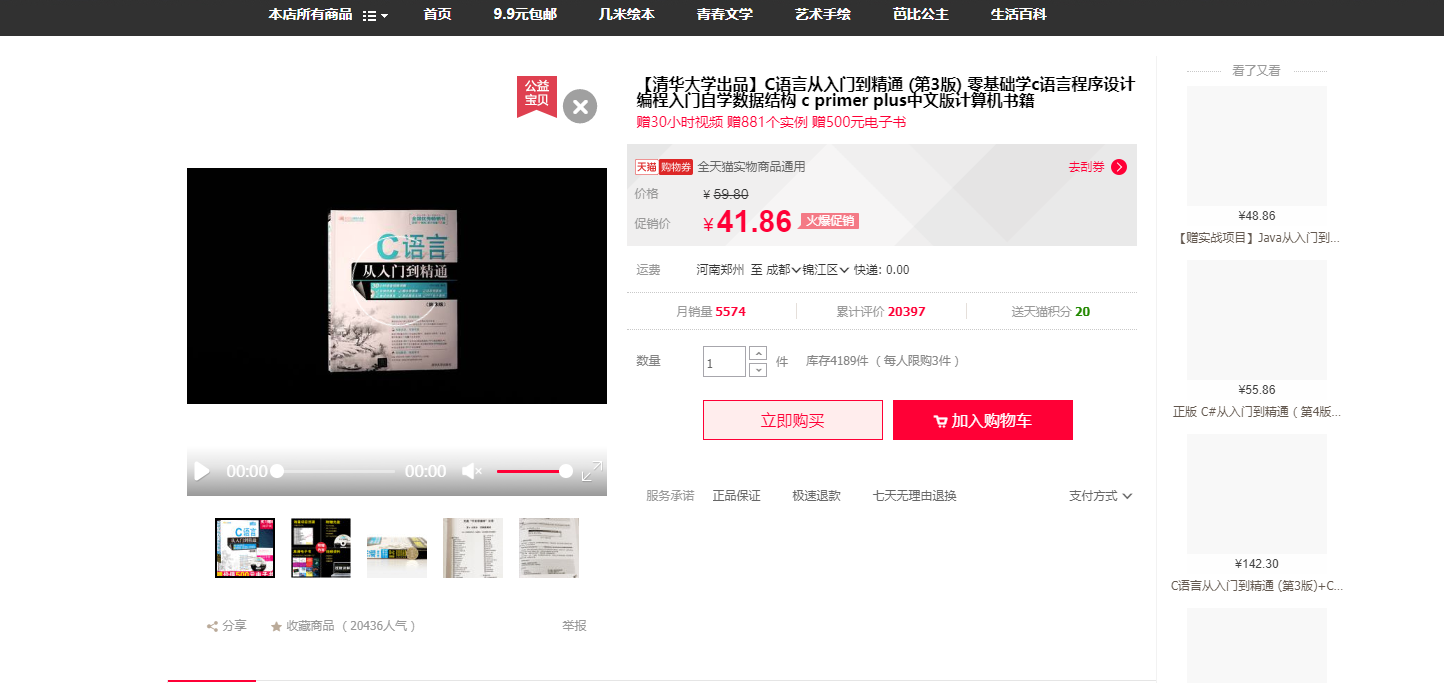 本店所有商品
首页
9.9元包邮
几米绘本
青春文学
艺术手绘
芭比公主
生活百科
公益
宝贝
C语言
从入门到精通
00:00
00:00
分享
收藏商品 ( 20436人气 )
举报
【清华大学出品】C语言从入门到精通 (第3版) 零基础学c语言程序设计
编程入门自学数据结构 c primer plus中文版计算机书籍
赠30小时视频 赠881个实例 赠500元电子书
天猫 购物券 全天猫实物商品通用 去刮券
价格 ¥ 59.80
促销价 ¥ 41.86 火爆促销
运费 河南郑州 至 成都 锦江区 快递: 0.00
月销量 5574 累计评价 20397 送天猫积分 20
数量 1 件 库存4189件 ( 每人限购3件 )
立即购买 加入购物车
服务承诺 正品保证 极速退款 七天无理由退换 支付方式
看了又看
¥48.86
【赠实战项目】Java从入门到...
¥55.86
正版 C#从入门到精通 ( 第4版...
¥142.30
C语言从入门到精通 (第3版)+C...